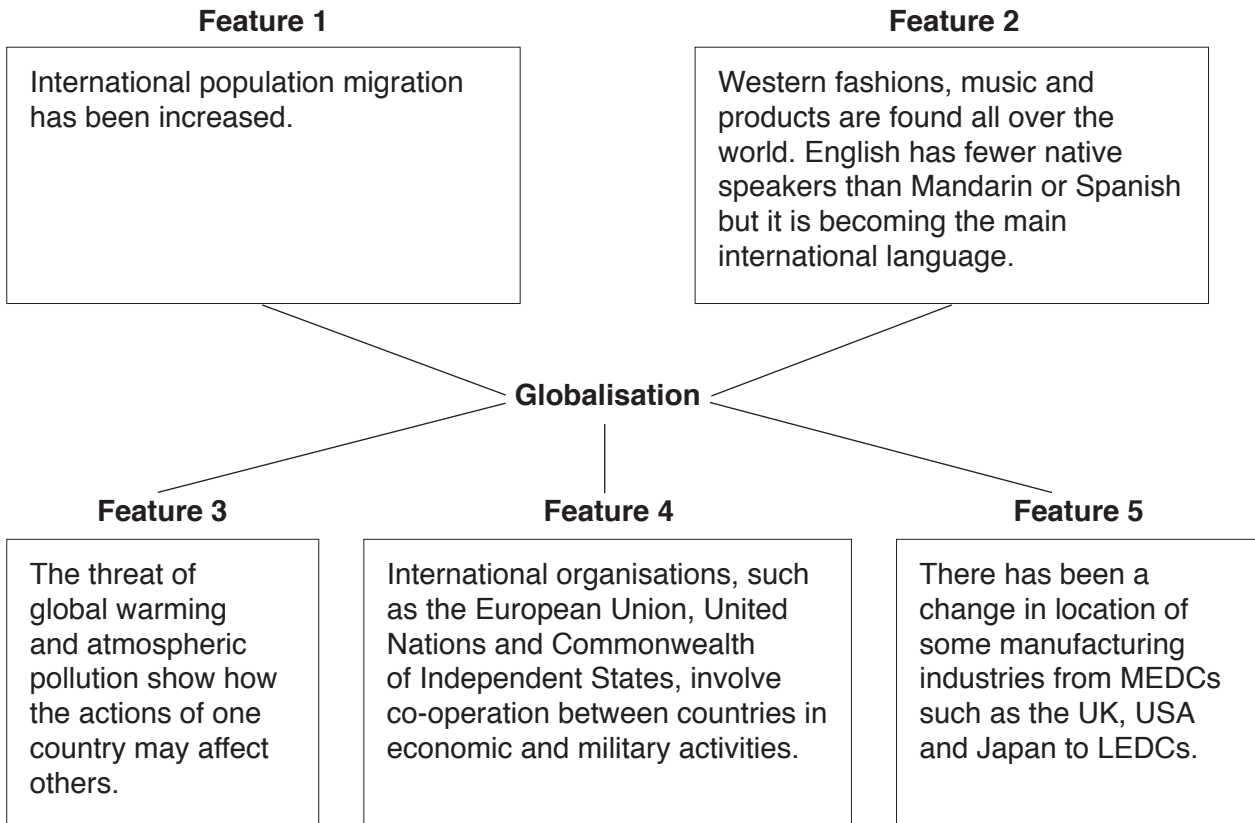 Feature 1
International population migration
has been increased.
Feature 2
Western fashions, music and
products are found all over the
world. English has fewer native
speakers than Mandarin or Spanish
but it is becoming the main
international language.
Globalisation
Feature 3
The threat of
global warming
and atmospheric
pollution show how
the actions of one
country may affect
others.
Feature 4
International organisations, such
as the European Union, United
Nations and Commonwealth
of Independent States, involve
co-operation between countries in
economic and military activities.
Feature 5
There has been a
change in location of
some manufacturing
industries from MEDCs
such as the UK, USA
and Japan to LEDCs.